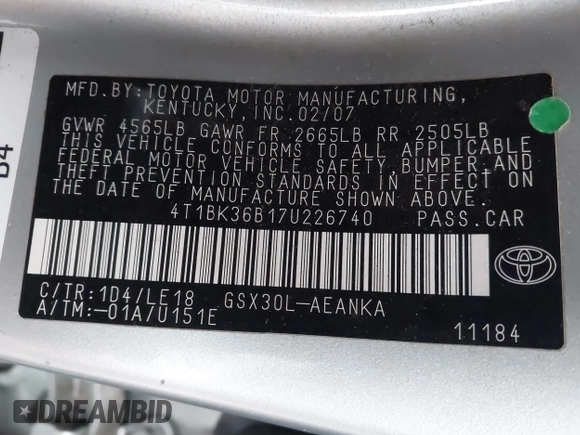 MFD.BY:TOYOTA MOTOR MANUFACTURING,
KENTUCKY,INC.02/07
GVWR 4565LB GAWR FR 2665LB RR 2505LB
THIS VEHICLE CONFORMS TO ALL APPLICABLE
FEDERAL MOTOR VEHICLE SAFETY,BUMPER,AND
THEFT PREVENTION STANDARDS IN EFFECT ON
THE DATE OF MANUFACTURE SHOWN ABOVE.
4T1BK36B17U226740 PASS.CAR
C/TR:1D4/LE18 GSX30L-AEANKA
A/TM:-01A/U151E
11184
B4
DREAMBID